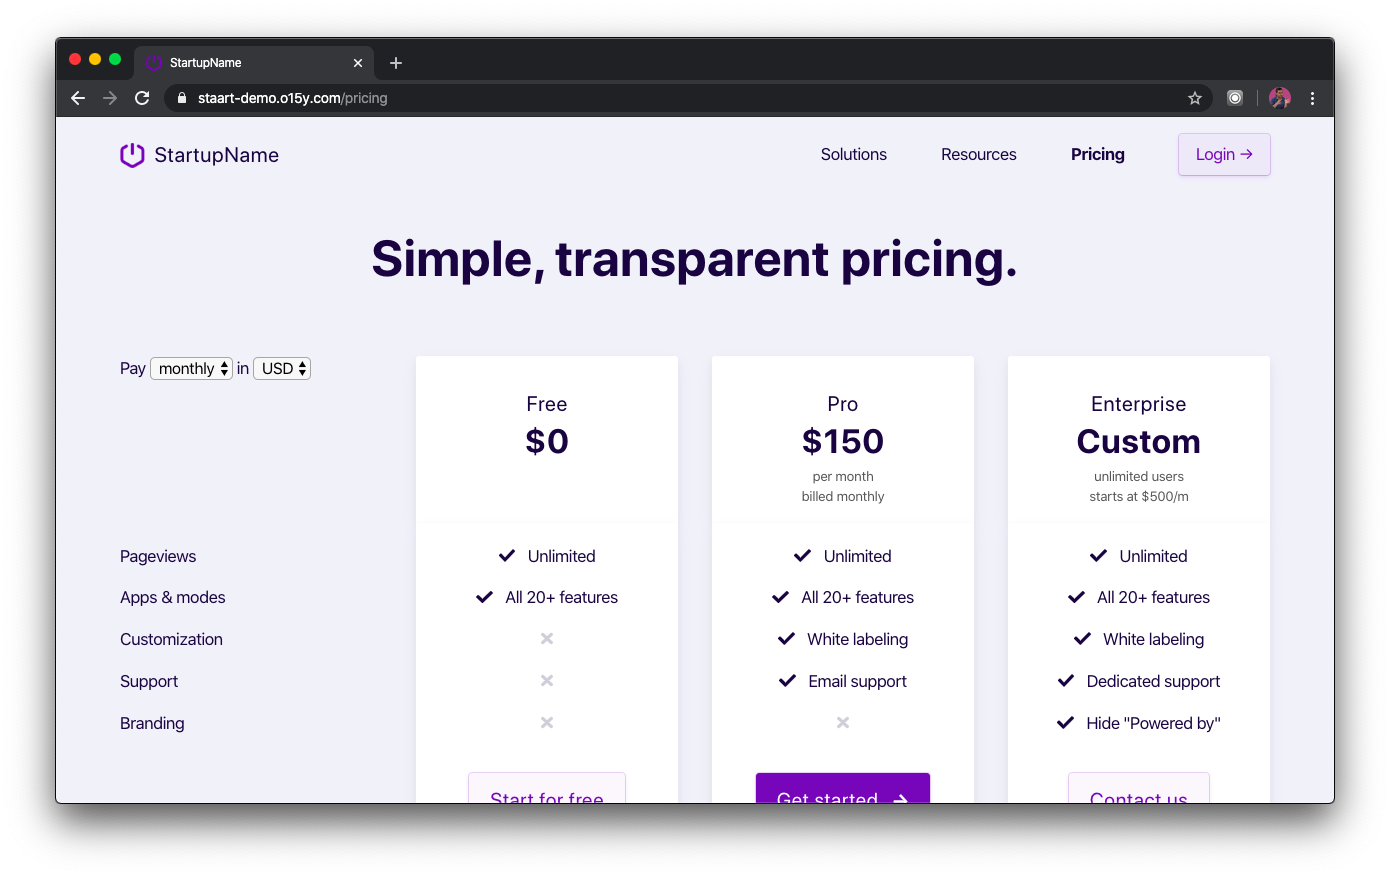 StartupName
staart-demo.o15y.com/pricing
StartupName
Solutions
Resources
Pricing
Login →
Simple, transparent pricing.
Pay monthly in USD
Free
$0
Pro
$150
per month
billed monthly
Enterprise
Custom
unlimited users
starts at $500/m
Pageviews
Unlimited
Unlimited
Unlimited
Apps & modes
All 20+ features
All 20+ features
All 20+ features
Customization
White labeling
White labeling
Support
Email support
Dedicated support
Branding
Hide "Powered by"
Start for free
Get started →
Contact us